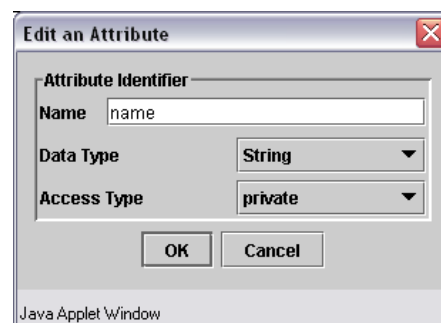 Edit an Attribute
Attribute Identifier
Name name
Data Type String
Access Type private
OK Cancel
Java Applet Window